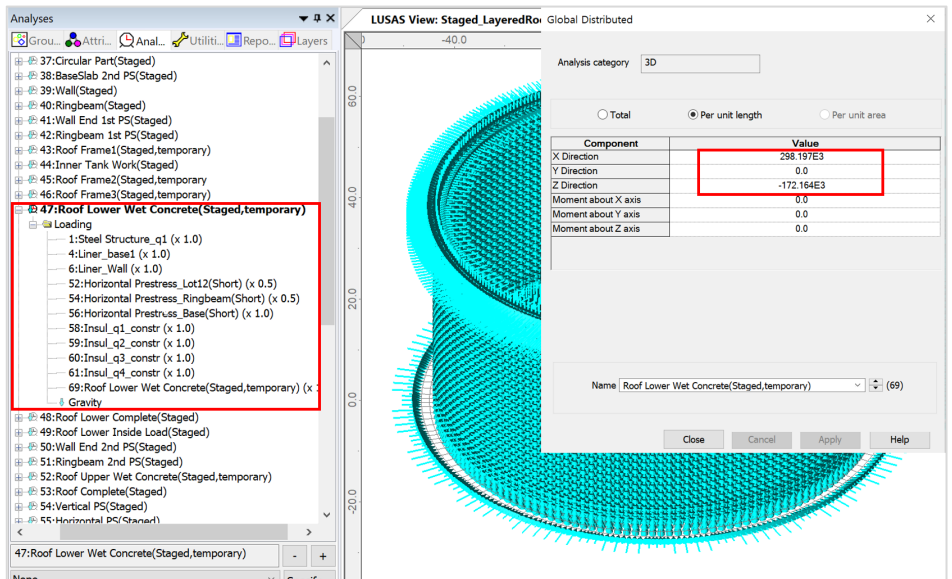 Analyses
Grou... Attri... Anal... Utiliti... Repo... Layers
37:Circular Part(Staged)
38:BaseSlab 2nd PS(Staged)
39:Wall(Staged)
40:Ringbeam(Staged)
41:Wall End 1st PS(Staged)
42:Ringbeam 1st PS(Staged)
43:Roof Frame1(Staged,temporary)
44:Inner Tank Work(Staged)
45:Roof Frame2(Staged,temporary
46:Roof Frame3(Staged,temporary)
47:Roof Lower Wet Concrete(Staged,temporary)
Loading
1:Steel Structure_q1 (x 1.0)
4:Liner_base1 (x 1.0)
6:Liner_Wall (x 1.0)
52:Horizontal Prestress_Lot12(Short) (x 0.5)
54:Horizontal Prestress_Ringbeam(Short) (x 0.5)
56:Horizontal Prestress_Base(Short) (x 1.0)
58:Insul_q1_constr (x 1.0)
59:Insul_q2_constr (x 1.0)
60:Insul_q3_constr (x 1.0)
61:Insul_q4_constr (x 1.0)
69:Roof Lower Wet Concrete(Staged,temporary) (x
Gravity
48:Roof Lower Complete(Staged)
49:Roof Lower Inside Load(Staged)
50:Wall End 2nd PS(Staged)
51:Ringbeam 2nd PS(Staged)
52:Roof Upper Wet Concrete(Staged,temporary)
53:Roof Complete(Staged)
54:Vertical PS(Staged)
55:Horizontal PS(Staged)
47:Roof Lower Wet Concrete(Staged,temporary)
- +
None
LUSAS View: Staged_LayeredRoo
-40.0
60.0
40.0
20.0
0.0
-20.0
Global Distributed
Analysis category 3D
Total Per unit length Per unit area
Component Value
X Direction 298.197E3
Y Direction 0.0
Z Direction -172.164E3
Moment about X axis 0.0
Moment about Y axis 0.0
Moment about Z axis 0.0
Name Roof Lower Wet Concrete(Staged,temporary) (69)
Close Cancel Apply Help